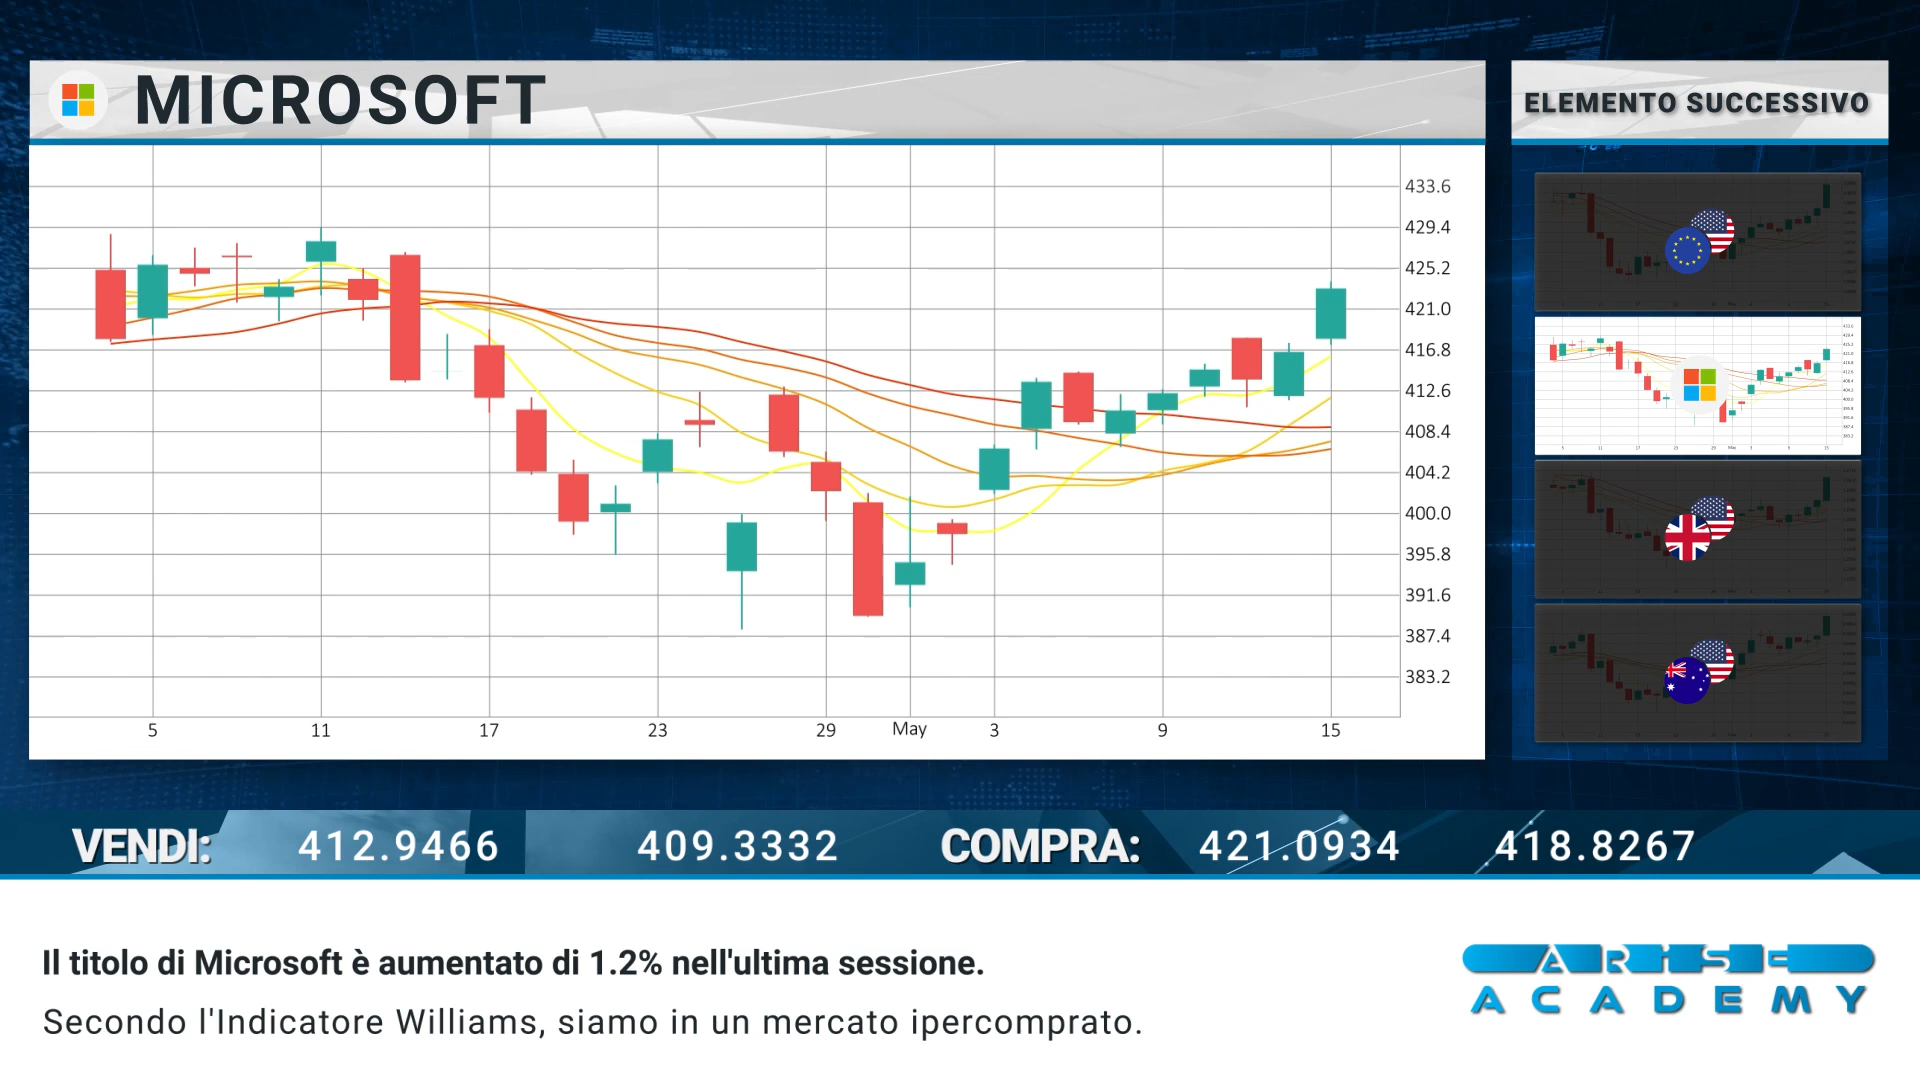 MICROSOFT
ELEMENTO SUCCESSIVO
433.6
429.4
425.2
421.0
416.8
412.6
408.4
404.2
400.0
395.8
391.6
387.4
383.2
5 11 17 23 29 May 3 9 15
VENDI: 412.9466 409.3332 COMPRA: 421.0934 418.8267
Il titolo di Microsoft è aumentato di 1.2% nell'ultima sessione.
Secondo l'Indicatore Williams, siamo in un mercato ipercomprato.
ARISE
ACADEMY